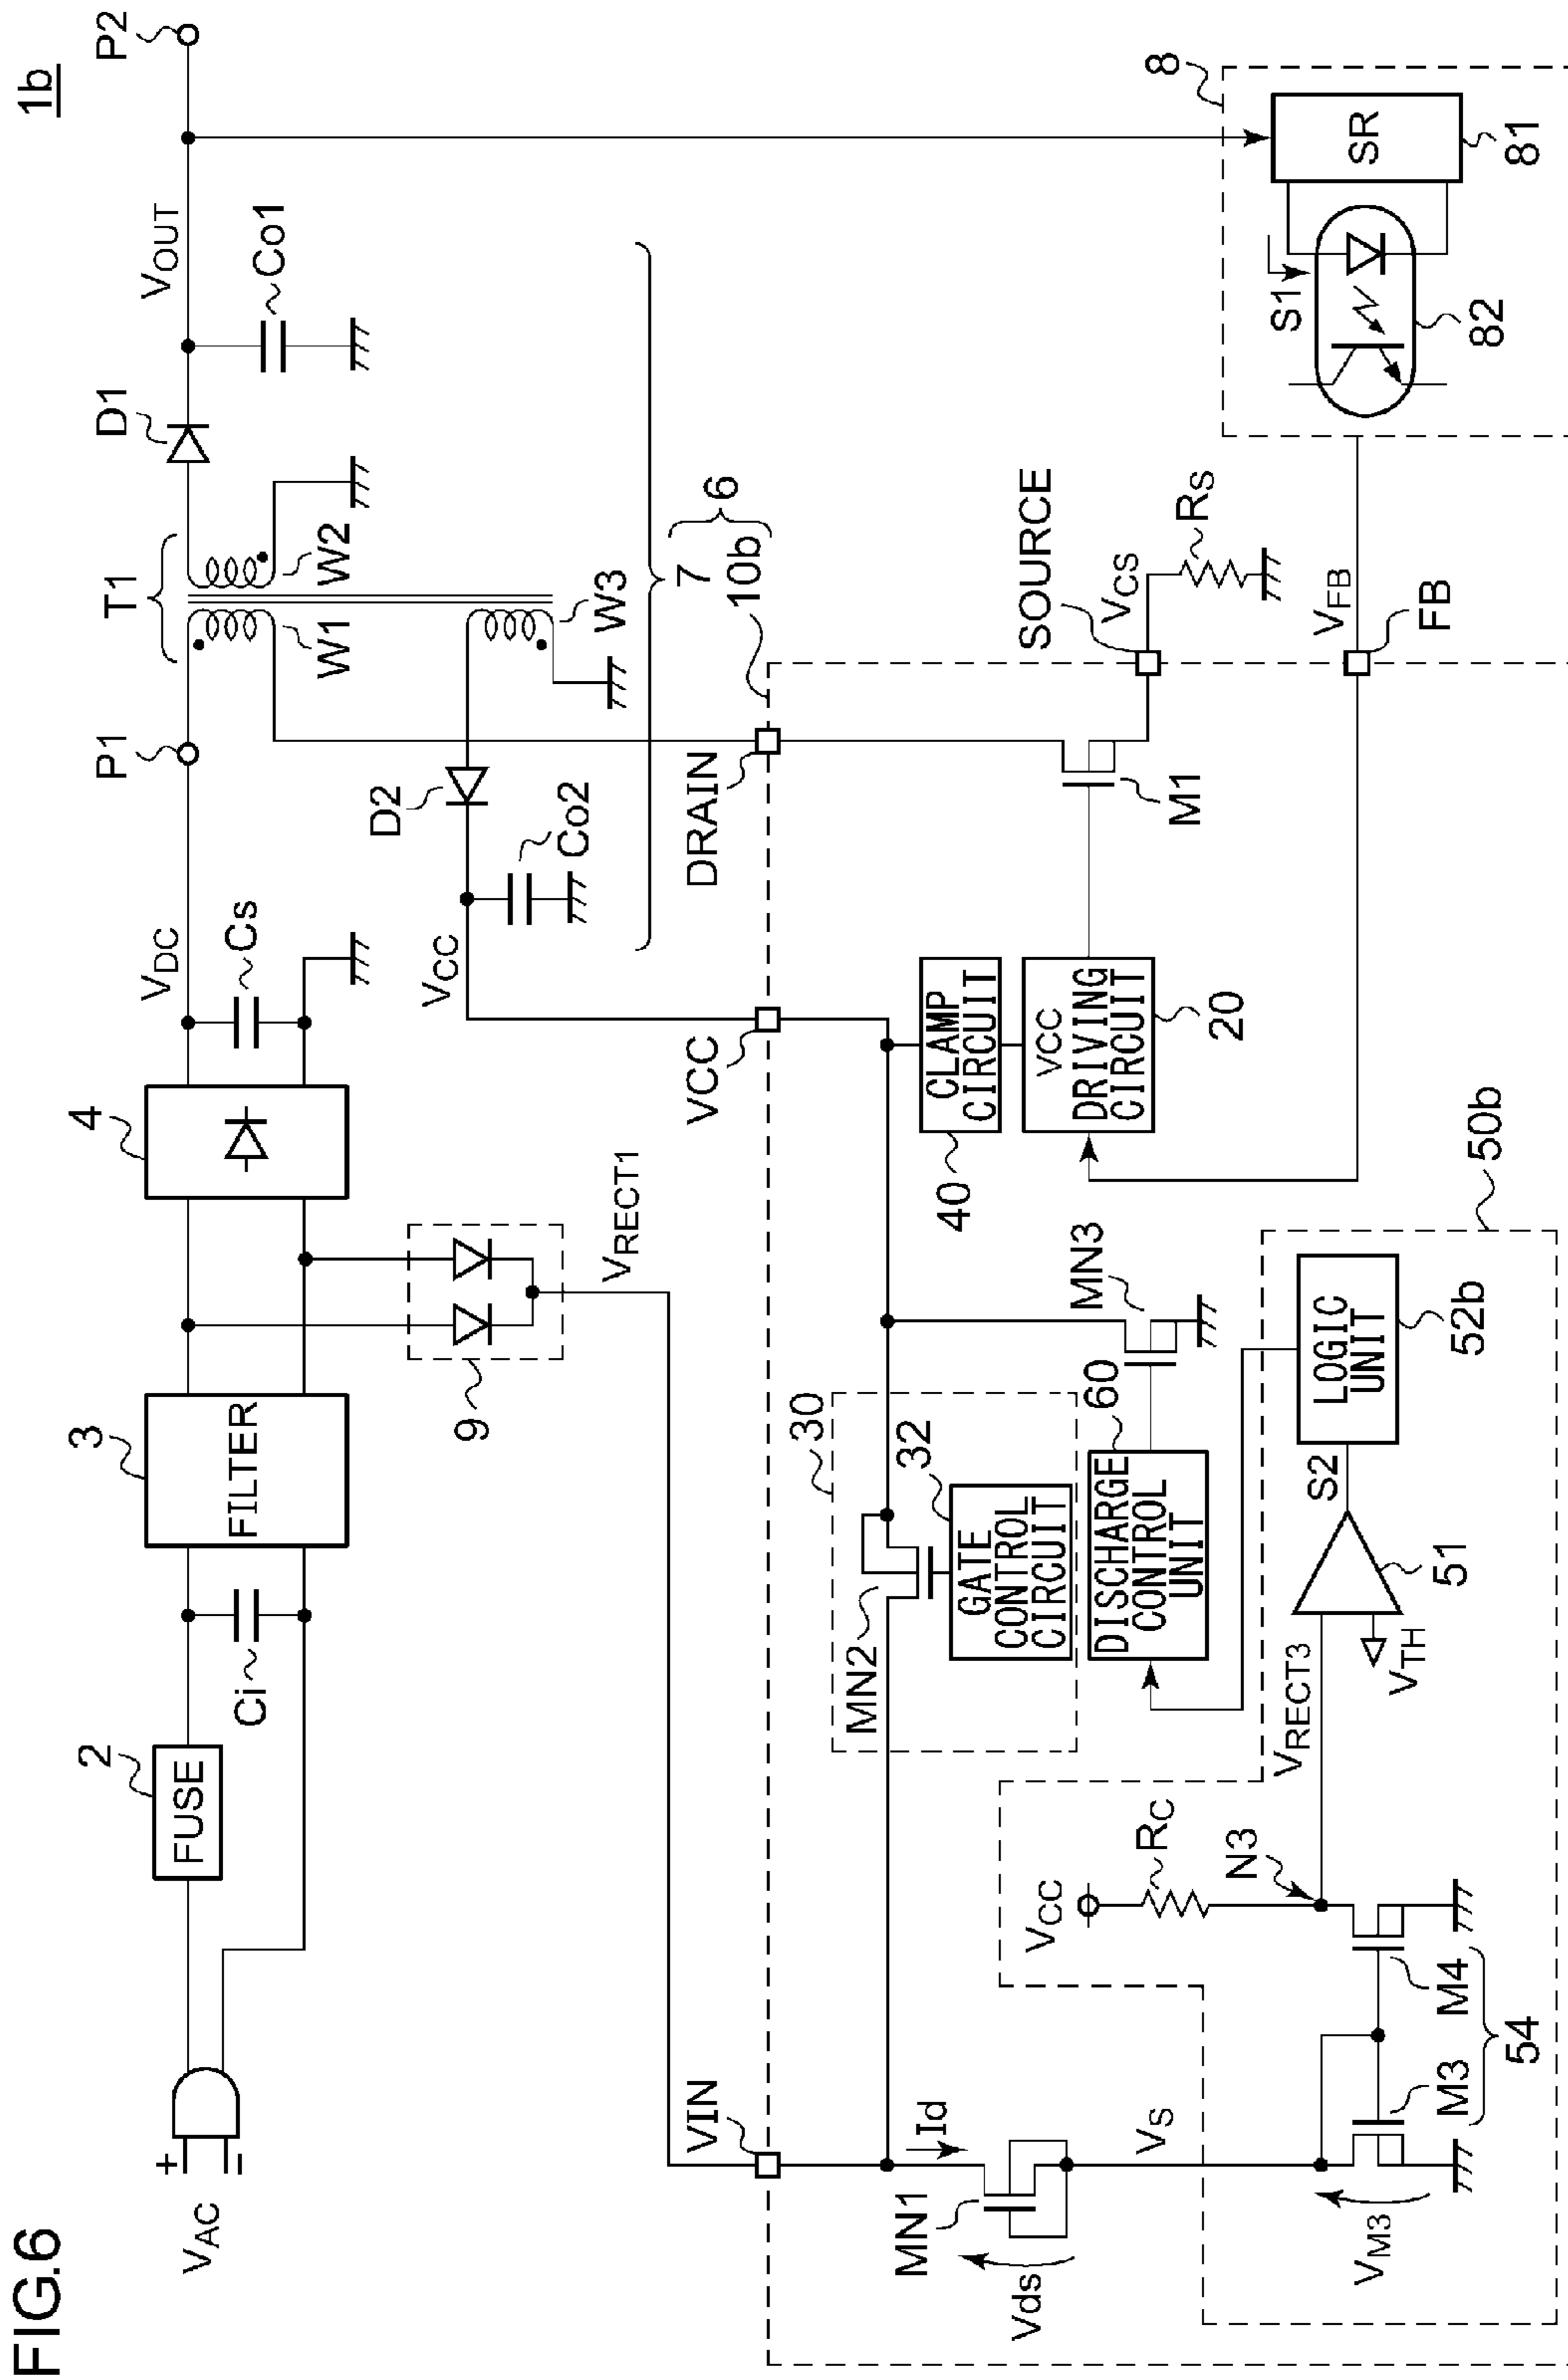 FIG.6
1b
VAC
+
−
2
FUSE
Ci
3
FILTER
4
9
VRECT1
VDC
Cs
P1
T1
W1
W2
W3
D1
VOUT
Co1
P2
D2
Co2
VCC
7
6
10b
VIN
VCC
DRAIN
SOURCE
VCS
RS
VFB
FB
8
SR
81
S1
82
MN1
Id
Vds
VS
VM3
M3
M4
54
VCC
RC
N3
VRECT3
VTH
51
S2
LOGIC
UNIT
52b
50b
30
MN2
32
GATE
CONTROL
CIRCUIT
60
DISCHARGE
CONTROL
UNIT
MN3
40
CLAMP
CIRCUIT
VCC
DRIVING
CIRCUIT
20
M1